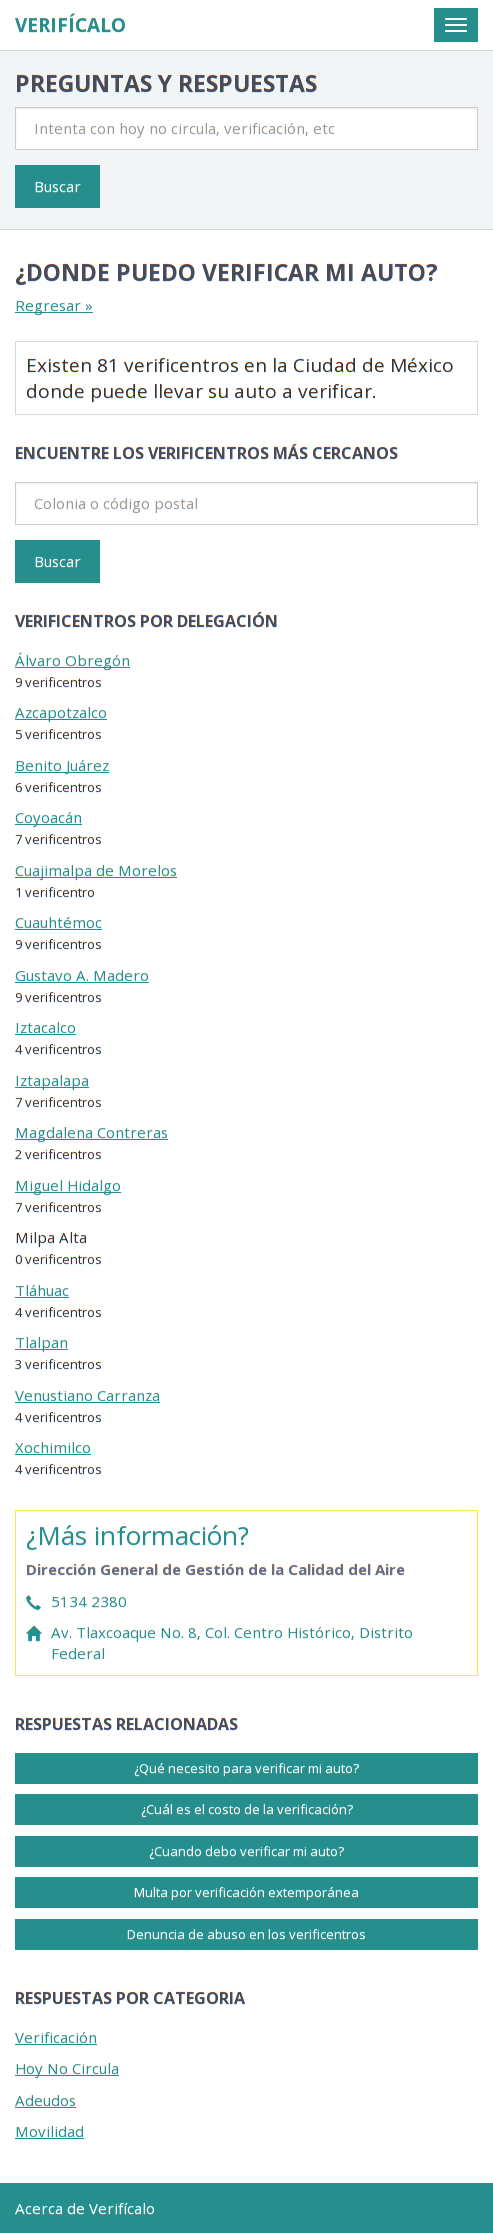 VERIFÍCALO
PREGUNTAS Y RESPUESTAS
Intenta con hoy no circula, verificación, etc
Buscar
¿DONDE PUEDO VERIFICAR MI AUTO?
Regresar »
Existen 81 verificentros en la Ciudad de México
donde puede llevar su auto a verificar.
ENCUENTRE LOS VERIFICENTROS MÁS CERCANOS
Colonia o código postal
Buscar
VERIFICENTROS POR DELEGACIÓN
Álvaro Obregón
9 verificentros
Azcapotzalco
5 verificentros
Benito Juárez
6 verificentros
Coyoacán
7 verificentros
Cuajimalpa de Morelos
1 verificentro
Cuauhtémoc
9 verificentros
Gustavo A. Madero
9 verificentros
Iztacalco
4 verificentros
Iztapalapa
7 verificentros
Magdalena Contreras
2 verificentros
Miguel Hidalgo
7 verificentros
Milpa Alta
0 verificentros
Tláhuac
4 verificentros
Tlalpan
3 verificentros
Venustiano Carranza
4 verificentros
Xochimilco
4 verificentros
¿Más información?
Dirección General de Gestión de la Calidad del Aire
5134 2380
Av. Tlaxcoaque No. 8, Col. Centro Histórico, Distrito
Federal
RESPUESTAS RELACIONADAS
¿Qué necesito para verificar mi auto?
¿Cuál es el costo de la verificación?
¿Cuando debo verificar mi auto?
Multa por verificación extemporánea
Denuncia de abuso en los verificentros
RESPUESTAS POR CATEGORIA
Verificación
Hoy No Circula
Adeudos
Movilidad
Acerca de Verifícalo